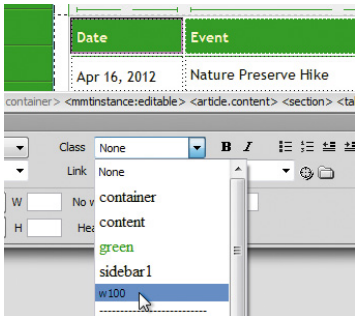 Date Event
Apr 16, 2012 Nature Preserve Hike
container> <mmtinstance:editable> <article.content> <section> <ta
Class None B I
Link None
W No w
container
H Hea
content
green
sidebar1
w100